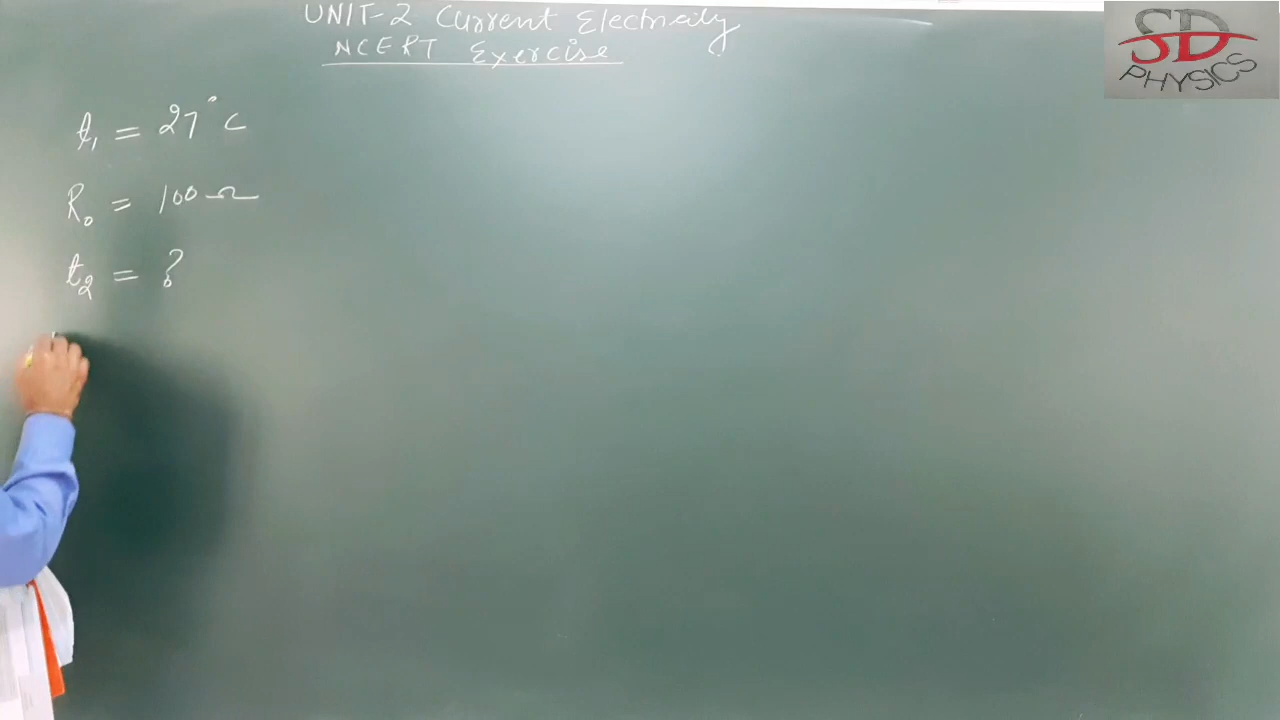 UNIT-2 Current Electricity
NCERT Exercise
SD
PHYSICS
t₁ = 27°C
R₀ = 100 Ω
t₂ = ?